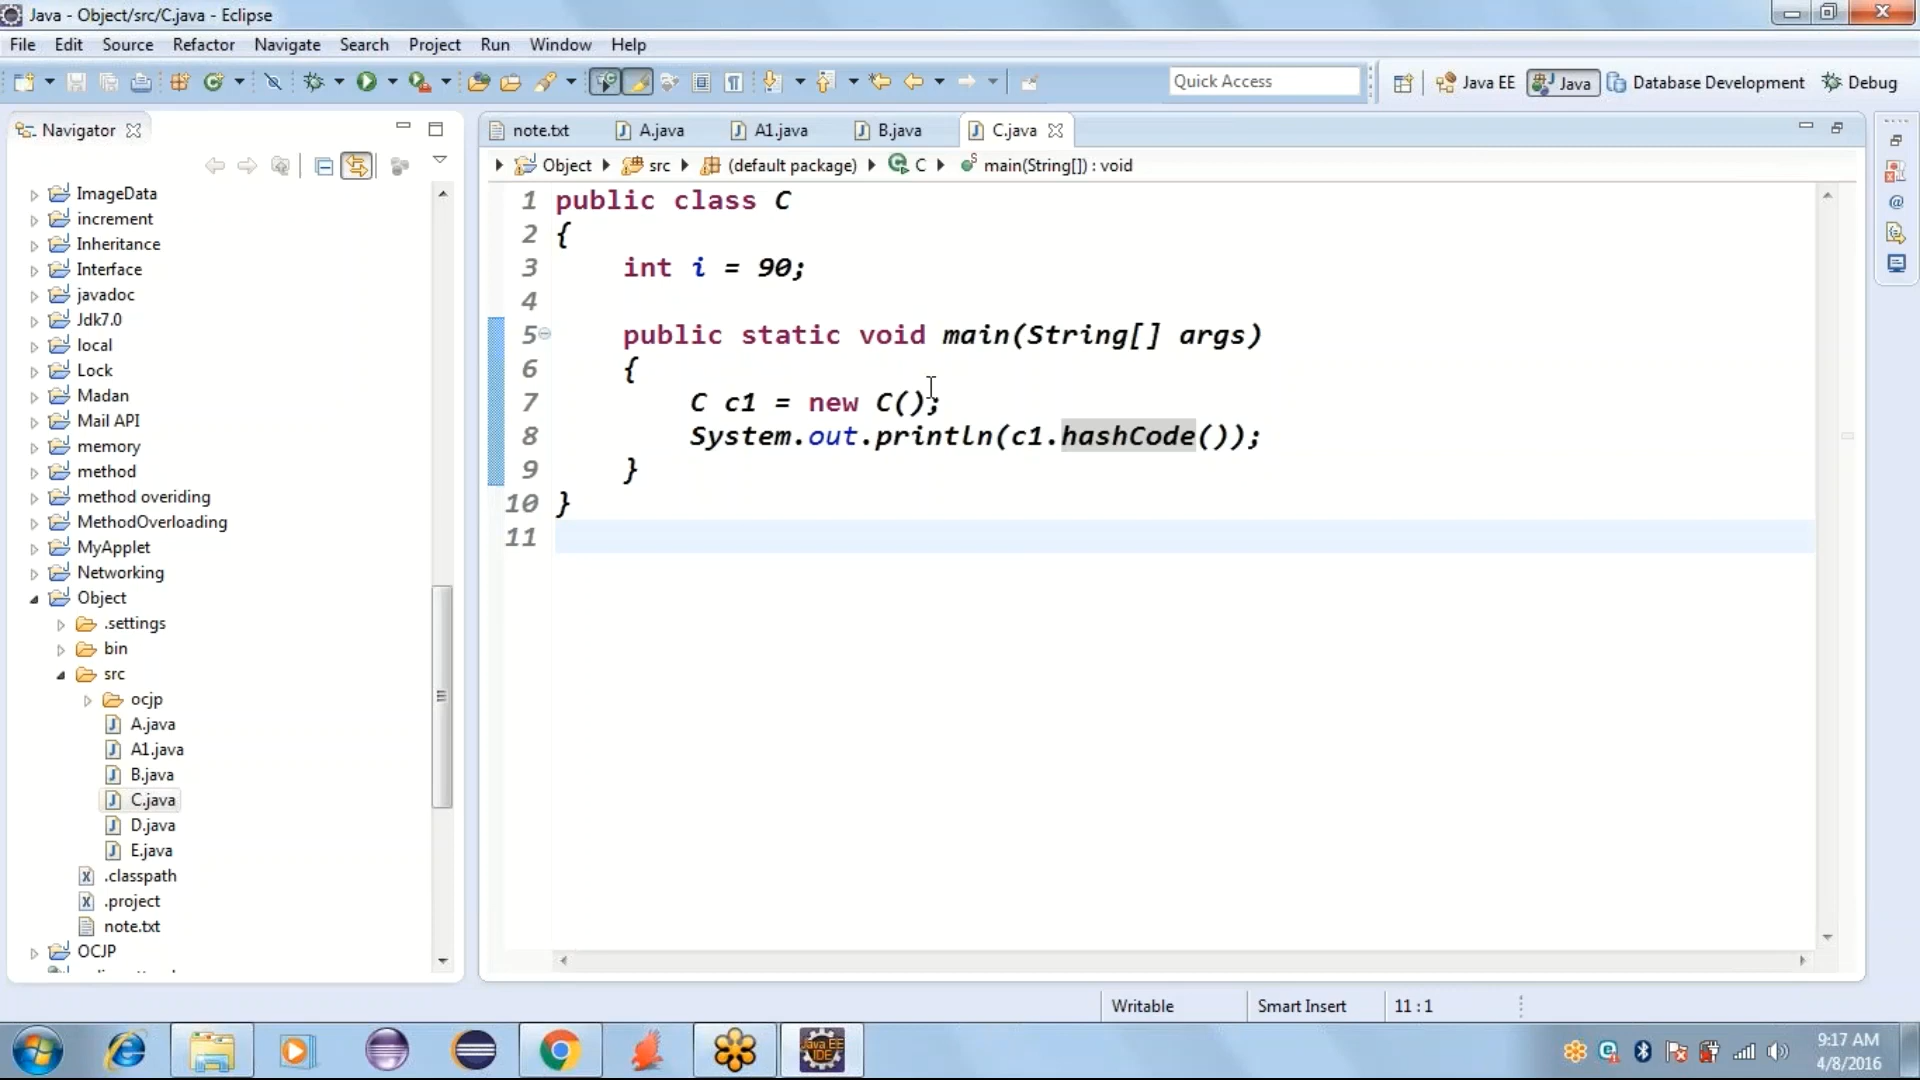 Java - Object/src/C.java - Eclipse
File Edit Source Refactor Navigate Search Project Run Window Help
Quick Access
Java EE
Java
Database Development
Debug
Navigator
note.txt
A.java
A1.java
B.java
C.java
Object
src
(default package)
C
main(String[]) : void
ImageData
increment
Inheritance
Interface
javadoc
Jdk7.0
local
Lock
Madan
Mail API
memory
method
method overiding
MethodOverloading
MyApplet
Networking
Object
.settings
bin
src
ocjp
A.java
A1.java
B.java
C.java
D.java
E.java
.classpath
.project
note.txt
OCJP
1 public class C
2 {
3 int i = 90;
4
5 public static void main(String[] args)
6 {
7 C c1 = new C();
8 System.out.println(c1.hashCode());
9 }
10 }
11
Writable
Smart Insert
11 : 1
Java EE
IDE
9:17 AM
4/8/2016